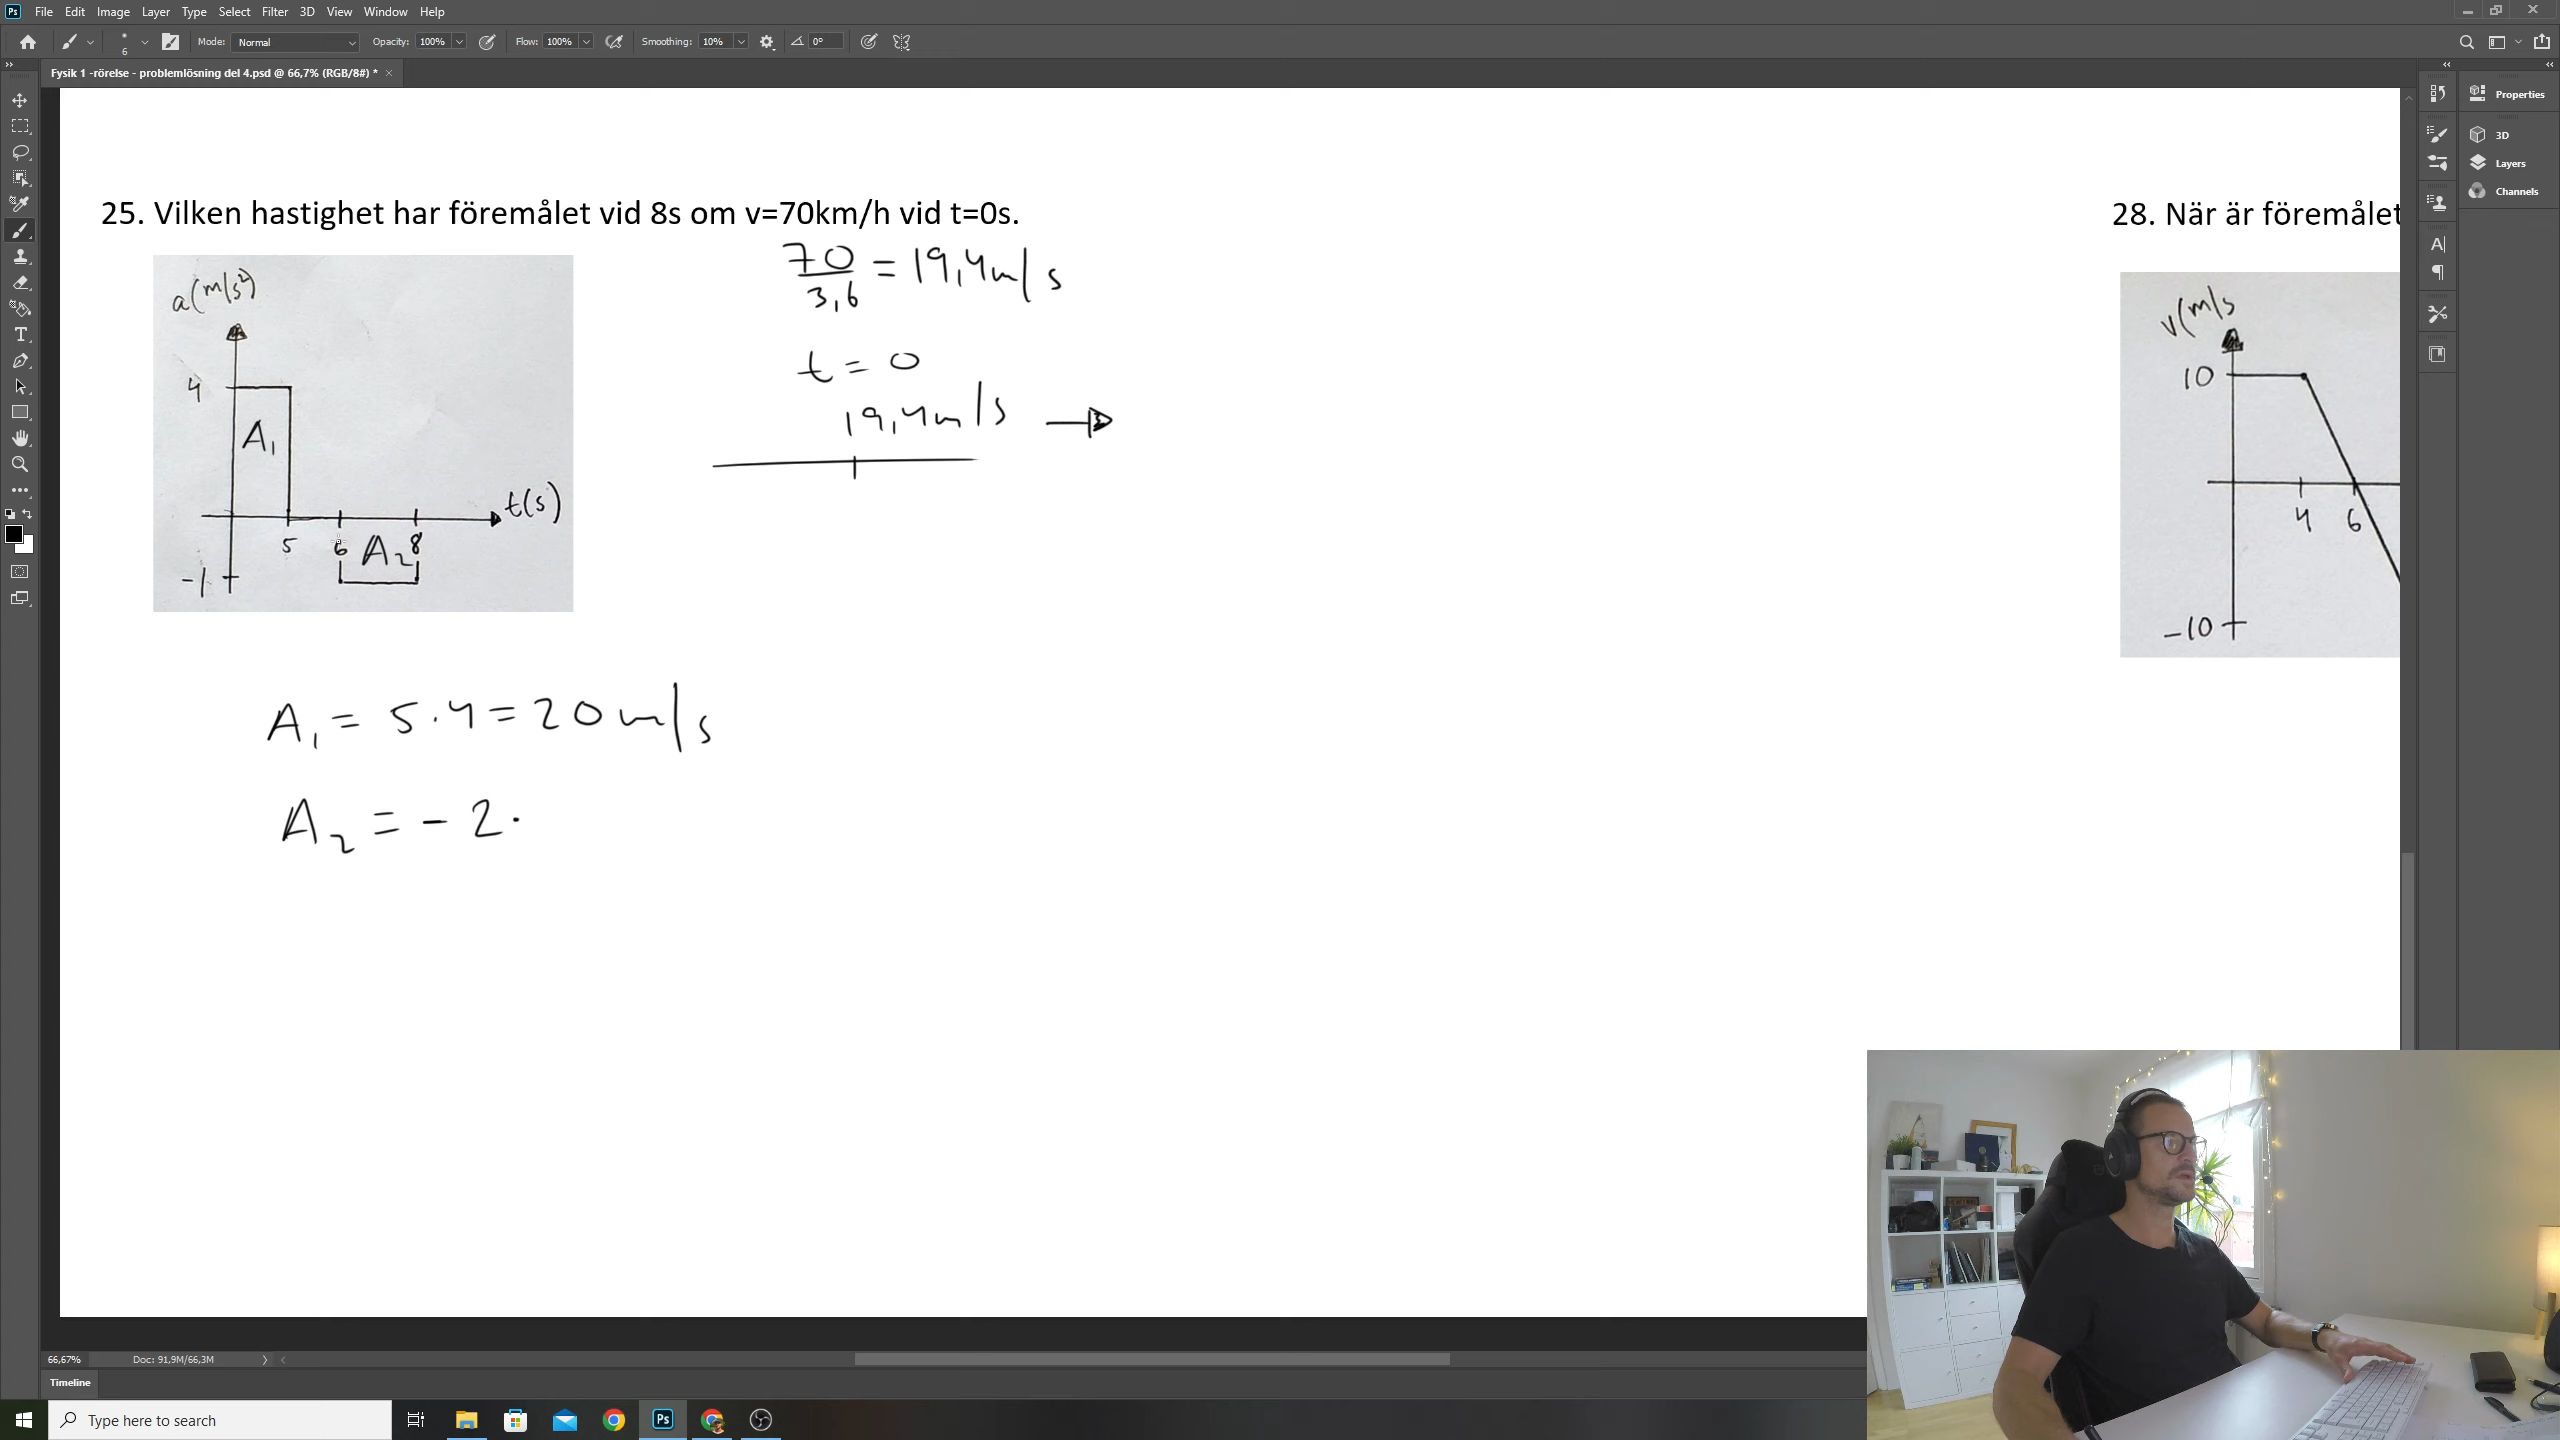 Ps File Edit Image Layer Type Select Filter 3D View Window Help
6 Mode: Normal Opacity: 100% Flow: 100% Smoothing: 10% 0°
Fysik 1 -rörelse - problemlösning del 4.psd @ 66,7% (RGB/8#) *
Properties
3D
Layers
Channels
25. Vilken hastighet har föremålet vid 8s om v=70km/h vid t=0s.
70/3,6 = 19,4m/s
t = 0
19,4m/s
a(m/s²)
4
A₁
t(s)
5 6 A₂ 8
-1
A₁ = 5·4 = 20m/s
A₂ = - 2·
28. När är föremålet
v(m/s
10
4 6
-10
66,67% Doc: 91,9M/66,3M
Timeline
Type here to search
Ps